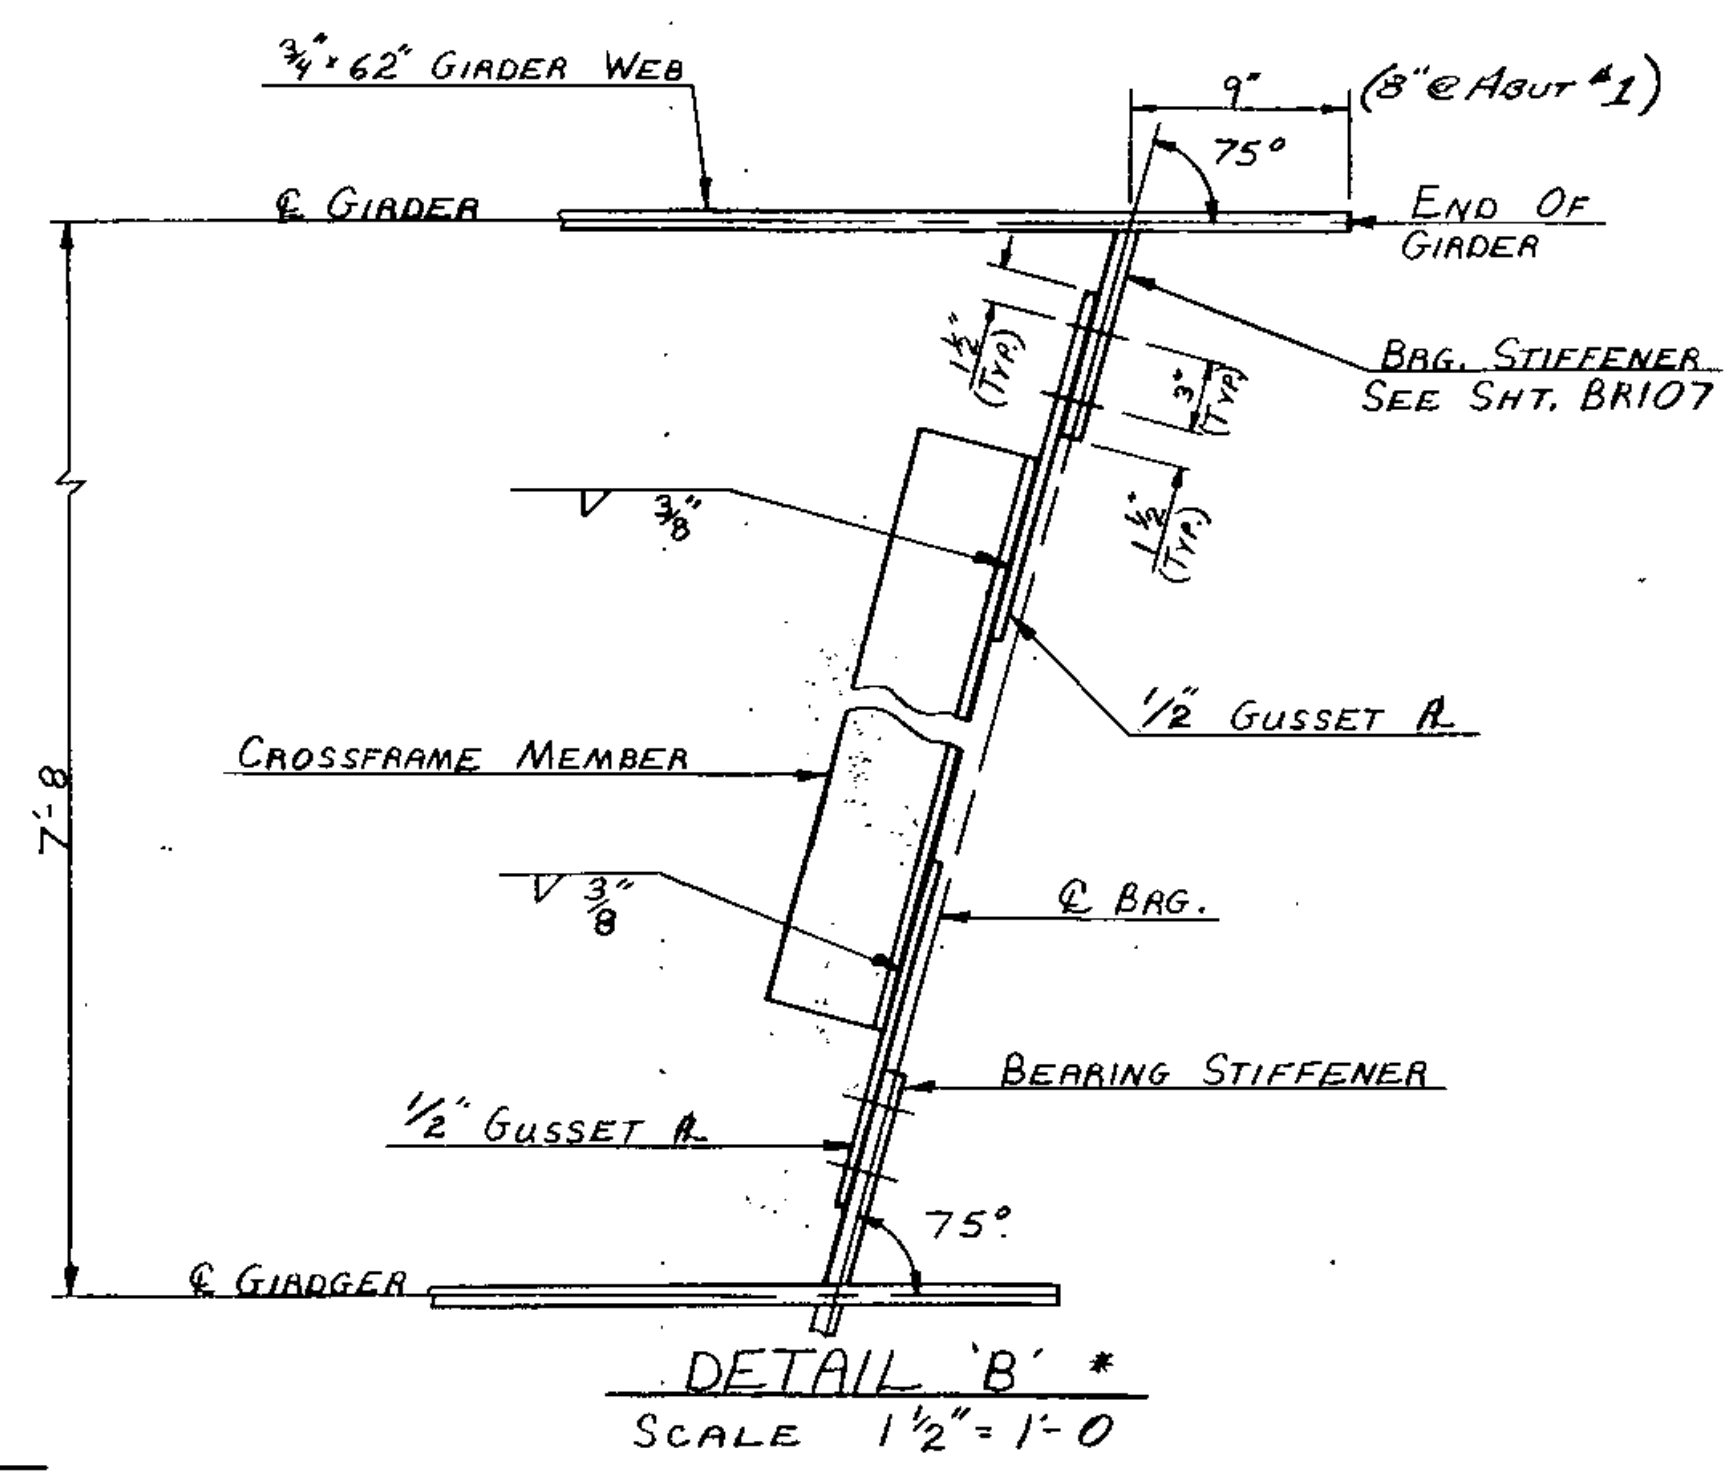 3/4" x 62" GIRDER WEB
9"
(8" @ ABUT #1)
75°
℄ GIRDER
END OF
GIRDER
1 1/2"
(TYP.)
3"
(TYP)
BRG. STIFFENER
SEE SHT. BR107
3/8"
1 1/2"
(TYP.)
1/2" GUSSET ℞
CROSSFRAME MEMBER
7'-8
3/8"
℄ BRG.
BEARING STIFFENER
1/2" GUSSET ℞
75°
℄ GIRDGER
DETAIL 'B' *
SCALE 1 1/2" = 1'-0